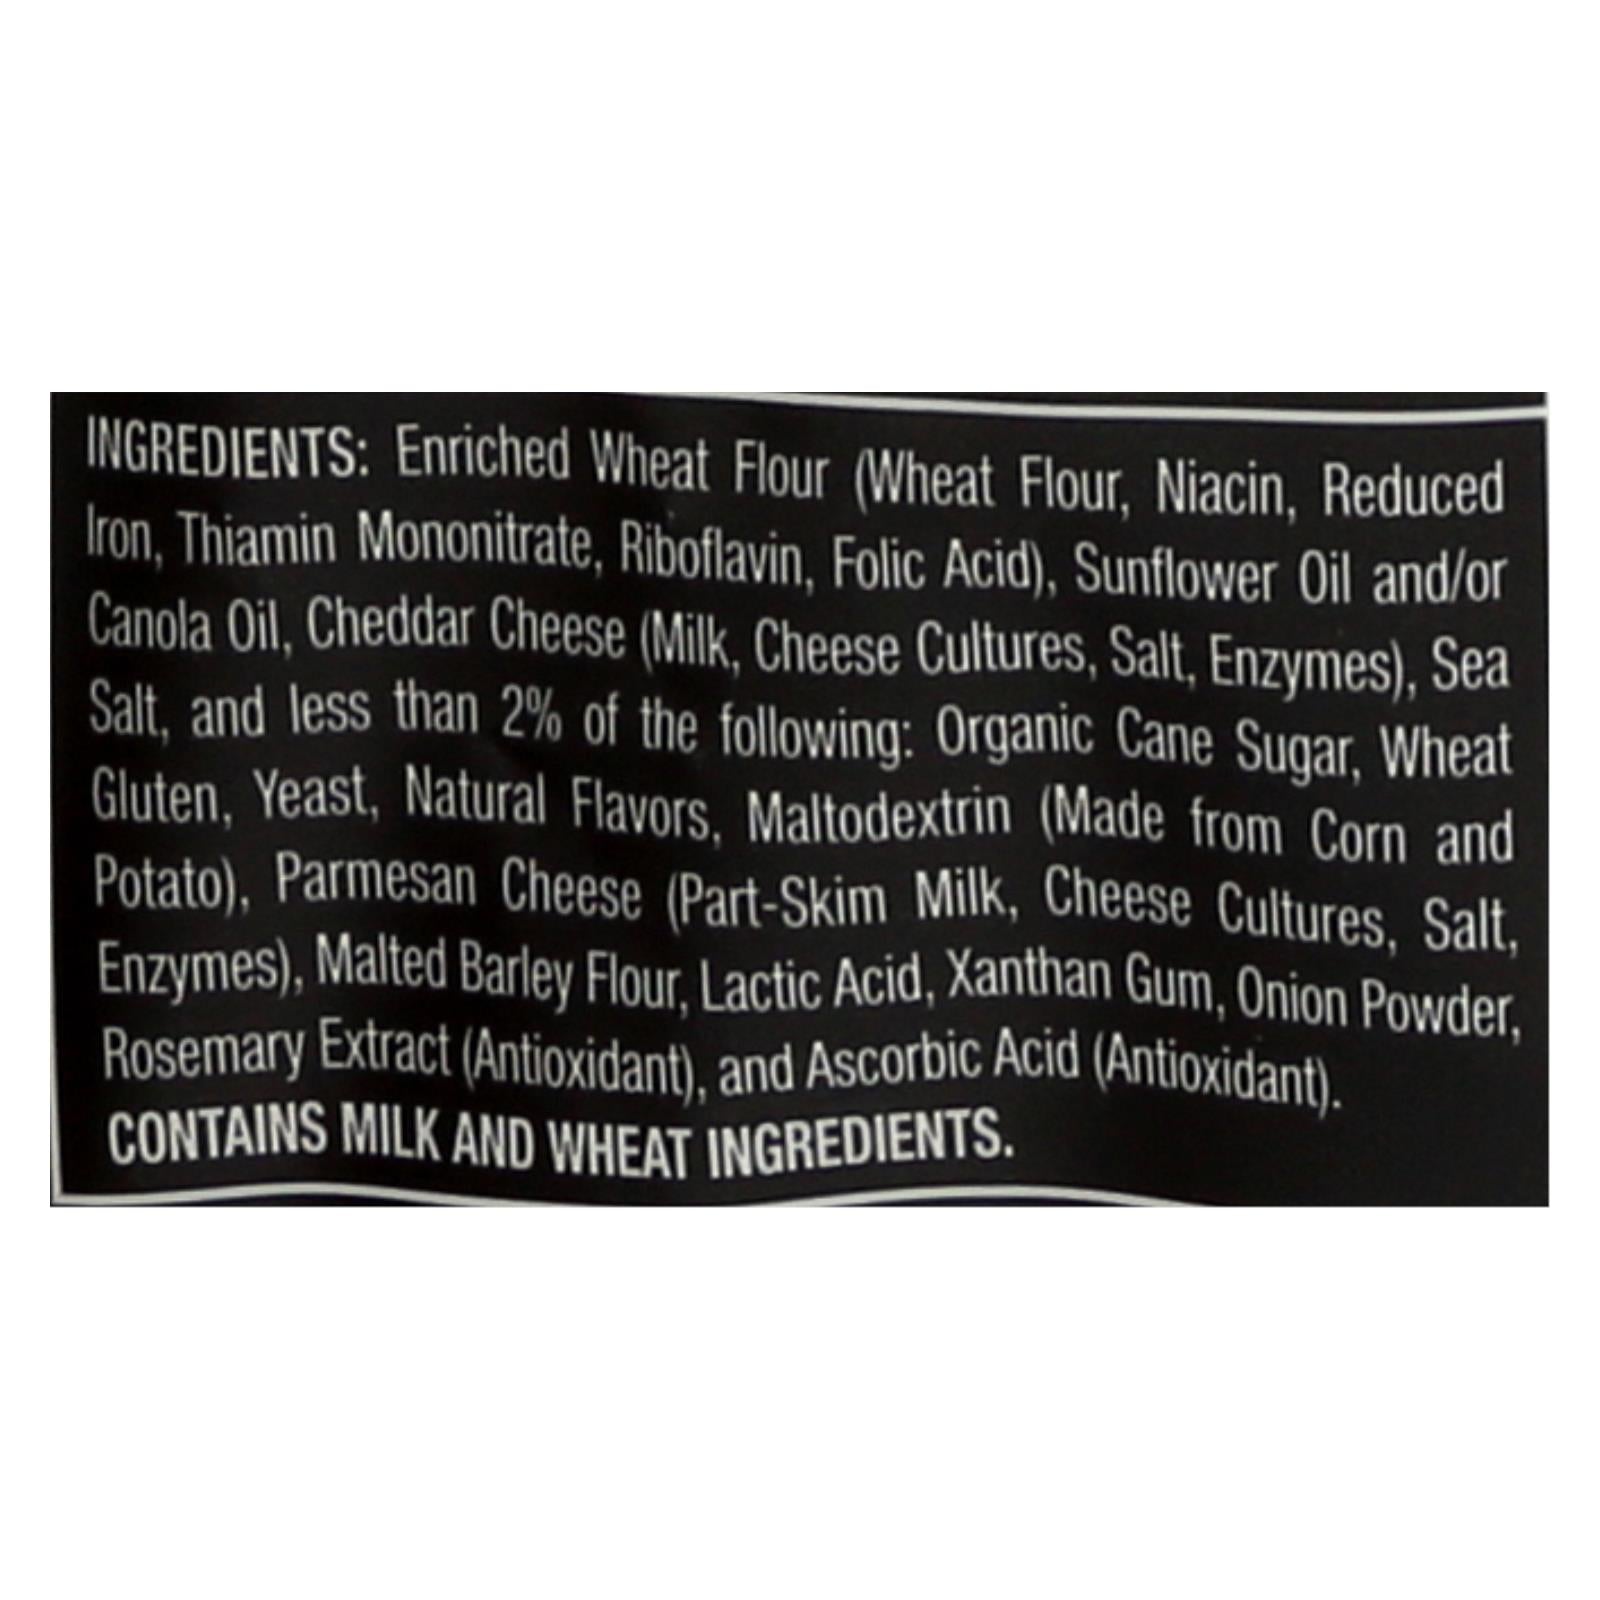 INGREDIENTS: Enriched Wheat Flour (Wheat Flour, Niacin, Reduced
Iron, Thiamin Mononitrate, Riboflavin, Folic Acid), Sunflower Oil and/or
Canola Oil, Cheddar Cheese (Milk, Cheese Cultures, Salt, Enzymes), Sea
Salt, and less than 2% of the following: Organic Cane Sugar, Wheat
Gluten, Yeast, Natural Flavors, Maltodextrin (Made from Corn and
Potato), Parmesan Cheese (Part-Skim Milk, Cheese Cultures, Salt,
Enzymes), Malted Barley Flour, Lactic Acid, Xanthan Gum, Onion Powder,
Rosemary Extract (Antioxidant), and Ascorbic Acid (Antioxidant).
CONTAINS MILK AND WHEAT INGREDIENTS.